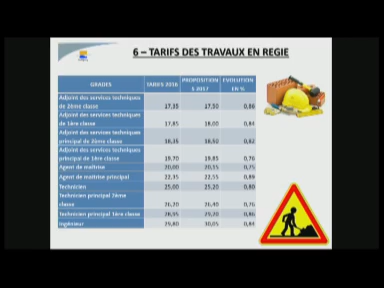 6 – TARIFS DES TRAVAUX EN REGIE
GRADES TARIFS 2016 PROPOSITION S 2017 EVOLUTION EN %
Adjoint des services techniques
de 2ème classe 17,35 17,50 0,86
Adjoint des services techniques
de 1ère classe 17,85 18,00 0,84
Adjoint des services techniques
principal de 2ème classe 18,35 18,50 0,82
Adjoint des services techniques
principal de 1ère classe 19,70 19,85 0,76
Agent de maîtrise 20,00 20,15 0,75
Agent de maîtrise principal 22,35 22,55 0,89
Technicien 25,00 25,20 0,80
Technicien principal 2ème
classe 26,20 26,40 0,76
Technicien principal 1ère classe 28,95 29,20 0,86
Ingénieur 29,80 30,05 0,84